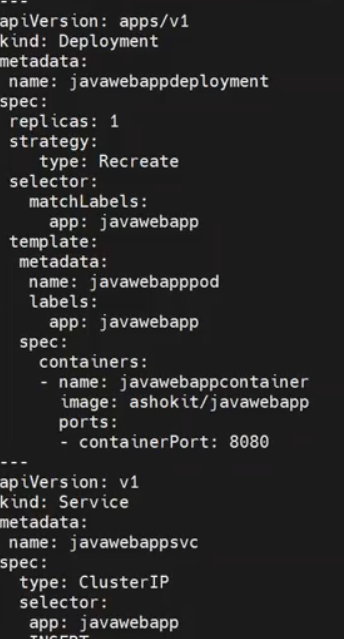 ---
apiVersion: apps/v1
kind: Deployment
metadata:
 name: javawebappdeployment
spec:
 replicas: 1
 strategy:
    type: Recreate
 selector:
   matchLabels:
     app: javawebapp
 template:
  metadata:
   name: javawebapppod
   labels:
     app: javawebapp
  spec:
    containers:
    - name: javawebappcontainer
      image: ashokit/javawebapp
      ports:
      - containerPort: 8080
---
apiVersion: v1
kind: Service
metadata:
 name: javawebappsvc
spec:
  type: ClusterIP
  selector:
   app: javawebapp